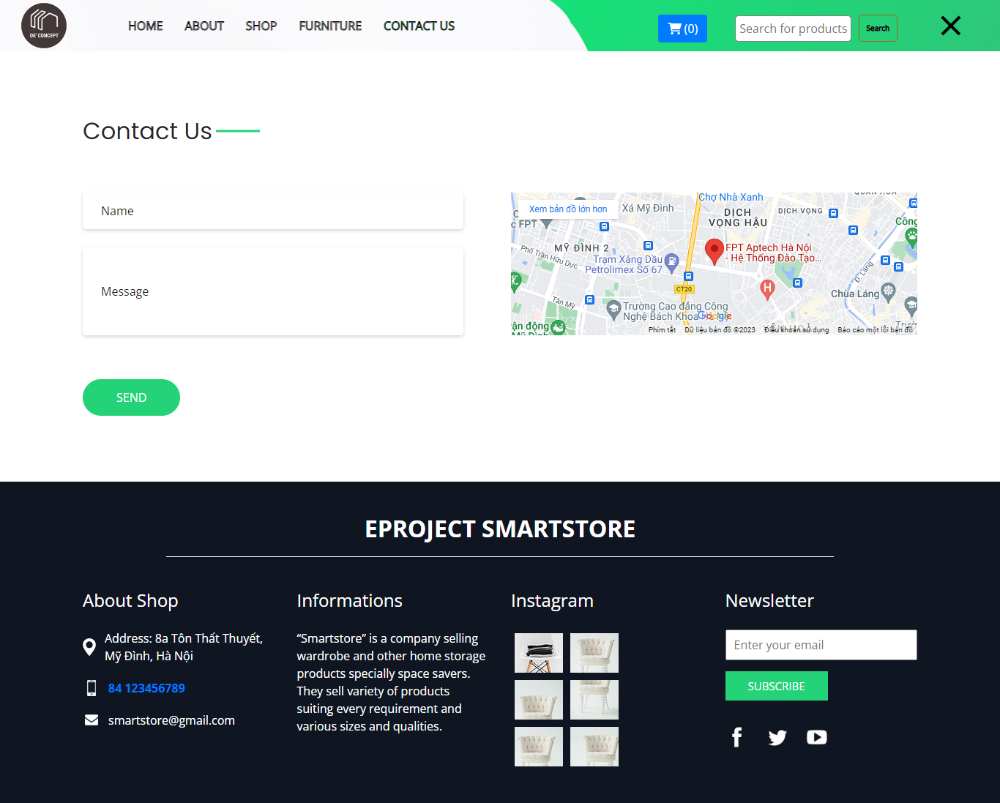 DE' CONCEPT
HOME ABOUT SHOP FURNITURE CONTACT US
(0)
Search for products
Search
Contact Us
Name
Message
SEND
Xem bản đồ lớn hơn
Xá Mỹ Đình
Chợ Nhà Xanh
DỊCH
VỌNG HẬU
DỊCH VỌNG
QUAN HOA
Công
c FPT
MỸ ĐÌNH 2
Phố Trần Hữu Dực
Trạm Xăng Dầu
Petrolimex Số 67
FPT Aptech Hà Nội
- Hệ Thống Đào Tạo...
CT20
H
Đ. Láng
Chùa Láng
Tân Mỹ
Trường Cao đẳng Công
Nghệ Bách Khoa
Google
ận động
Mỹ Đình
Phím tắt
Dữ liệu bản đồ ©2023
Điều khoản sử dụng
Báo cáo một lỗi bản đồ
EPROJECT SMARTSTORE
About Shop
Address: 8a Tôn Thất Thuyết,
Mỹ Đình, Hà Nội
84 123456789
smartstore@gmail.com
Informations
“Smartstore” is a company selling
wardrobe and other home storage
products specially space savers.
They sell variety of products
suiting every requirement and
various sizes and qualities.
Instagram
Newsletter
Enter your email
SUBSCRIBE